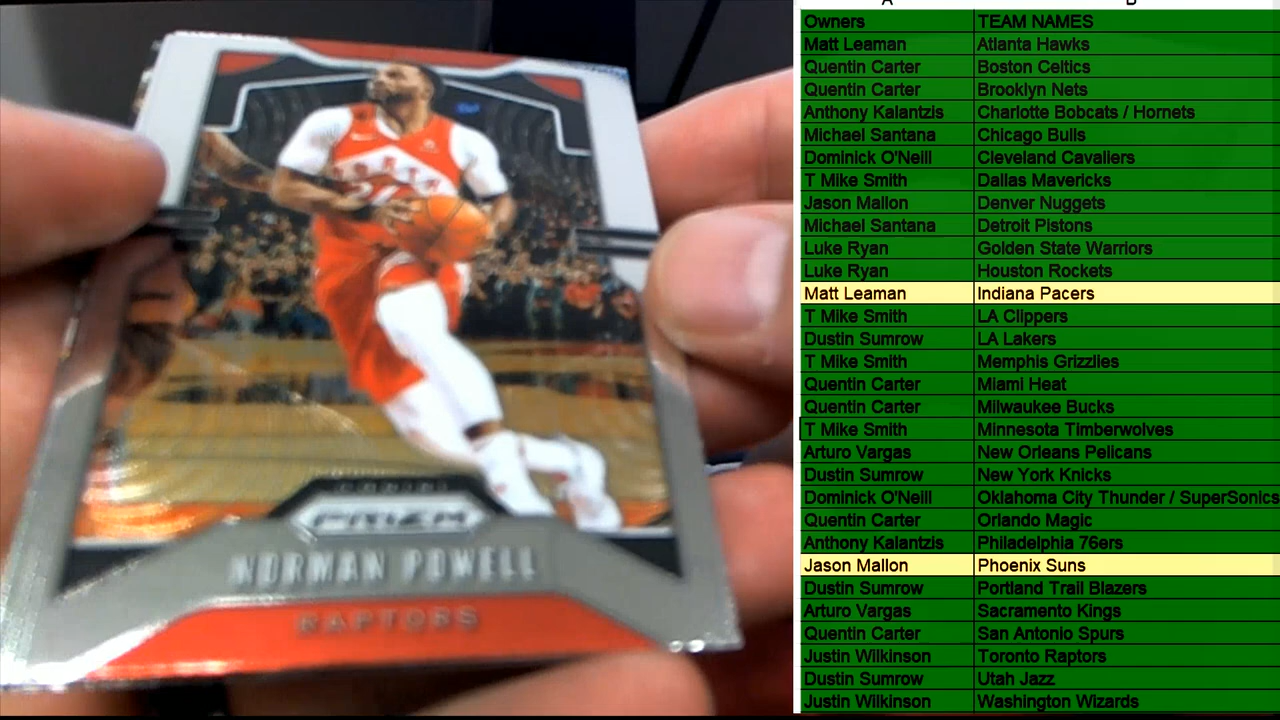 PANINI
PRIZM
NORMAN POWELL
RAPTORS
Owners TEAM NAMES
Matt Leaman Atlanta Hawks
Quentin Carter Boston Celtics
Quentin Carter Brooklyn Nets
Anthony Kalantzis Charlotte Bobcats / Hornets
Michael Santana Chicago Bulls
Dominick O'Neill Cleveland Cavaliers
T Mike Smith Dallas Mavericks
Jason Mallon Denver Nuggets
Michael Santana Detroit Pistons
Luke Ryan Golden State Warriors
Luke Ryan Houston Rockets
Matt Leaman Indiana Pacers
T Mike Smith LA Clippers
Dustin Sumrow LA Lakers
T Mike Smith Memphis Grizzlies
Quentin Carter Miami Heat
Quentin Carter Milwaukee Bucks
T Mike Smith Minnesota Timberwolves
Arturo Vargas New Orleans Pelicans
Dustin Sumrow New York Knicks
Dominick O'Neill Oklahoma City Thunder / SuperSonics
Quentin Carter Orlando Magic
Anthony Kalantzis Philadelphia 76ers
Jason Mallon Phoenix Suns
Dustin Sumrow Portland Trail Blazers
Arturo Vargas Sacramento Kings
Quentin Carter San Antonio Spurs
Justin Wilkinson Toronto Raptors
Dustin Sumrow Utah Jazz
Justin Wilkinson Washington Wizards